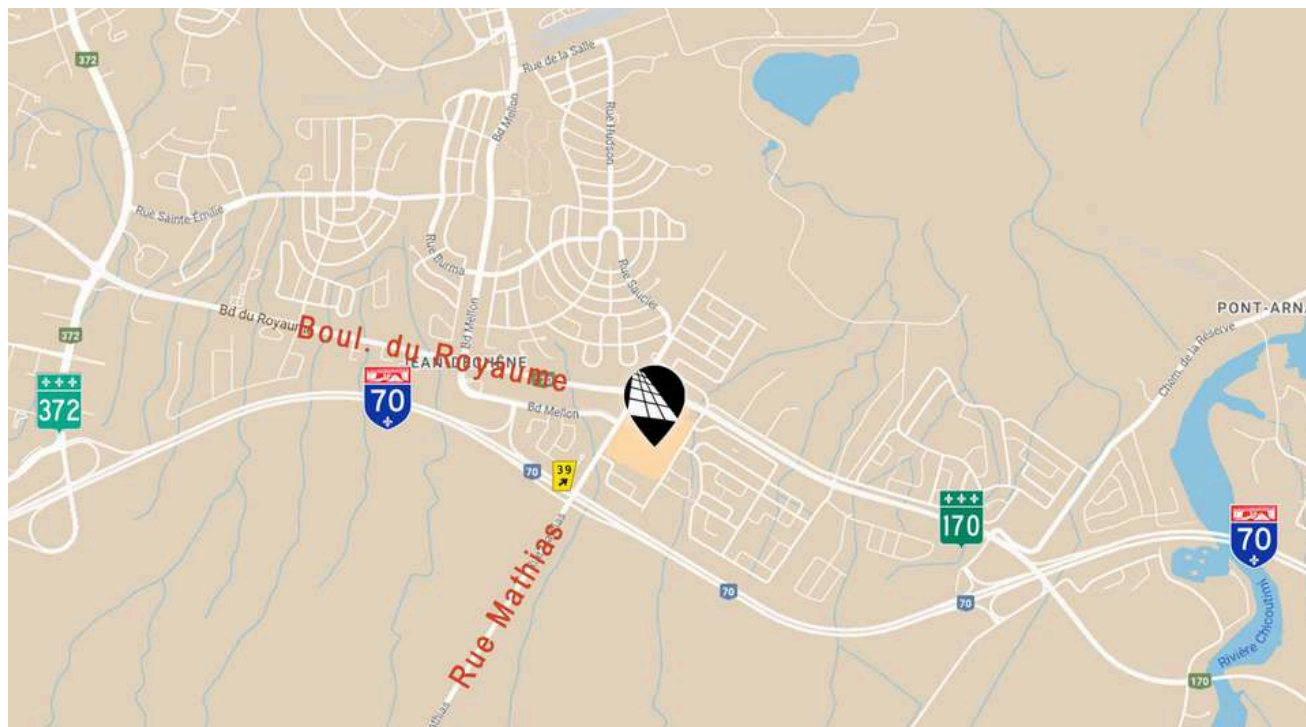 372
Rue de la Salle
Bd Mellon
Rue Hudson
Rue Sainte Émilie
Rue Burma
Rue Saucier
PONT-ARNA
Chem. de la Réserve
372
Bd du Royaume
Boul. du Royaume
Bd Mellon
372
70
Bd Mellon
70
39
170
70
70
70
Rue Mathias
Rivière Chicoutimi
170